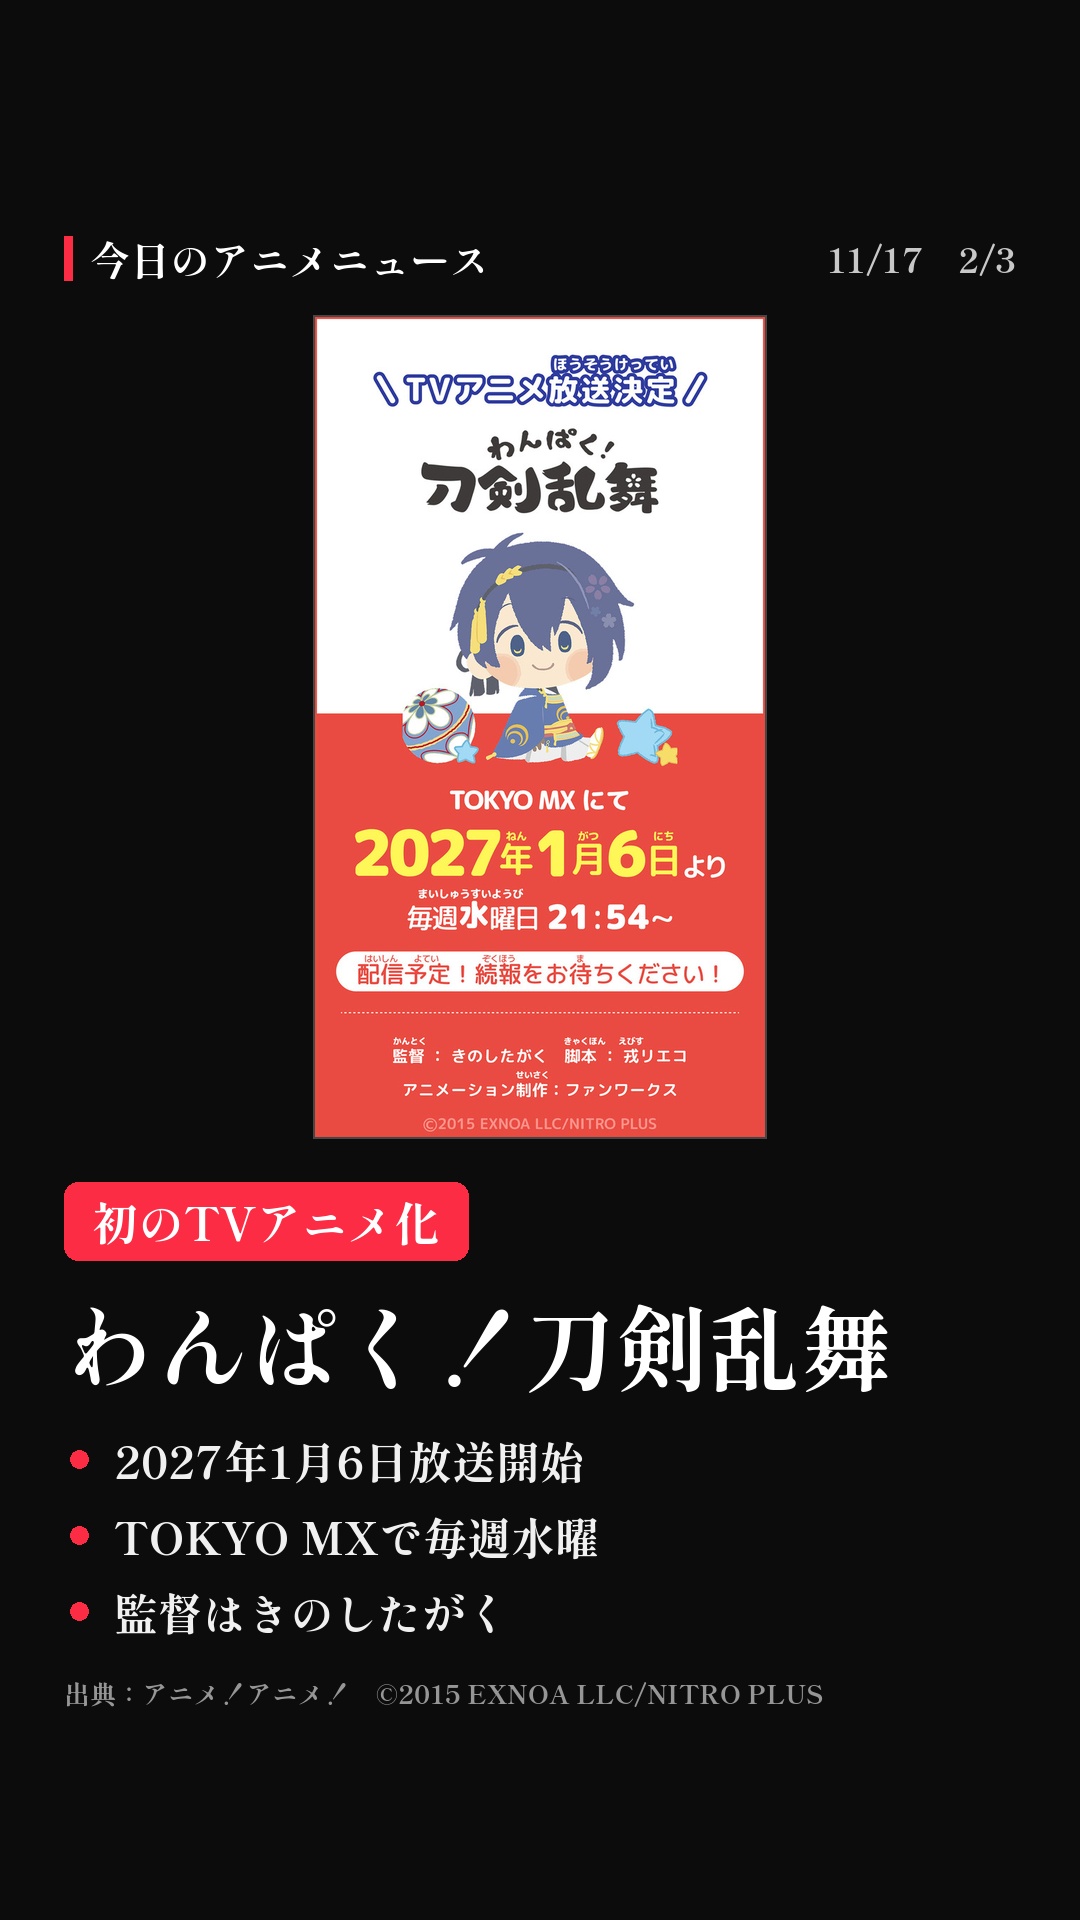 今日のアニメニュース
11/17 2/3
ほうそうけってい
\ TVアニメ放送決定 /
わんぱく!
刀剣乱舞
TOKYO MX にて
ねん がつ にち
2027年1月6日より
まいしゅうすいようび
毎週水曜日 21:54~
はいしん よてい ぞくほう ま
配信予定!続報をお待ちください!
かんとく きゃくほん えびす
監督 : きのしたがく 脚本 : 戎リエコ
せいさく
アニメーション制作:ファンワークス
©2015 EXNOA LLC/NITRO PLUS
初のTVアニメ化
わんぱく!刀剣乱舞
2027年1月6日放送開始
TOKYO MXで毎週水曜
監督はきのしたがく
出典:アニメ!アニメ! ©2015 EXNOA LLC/NITRO PLUS